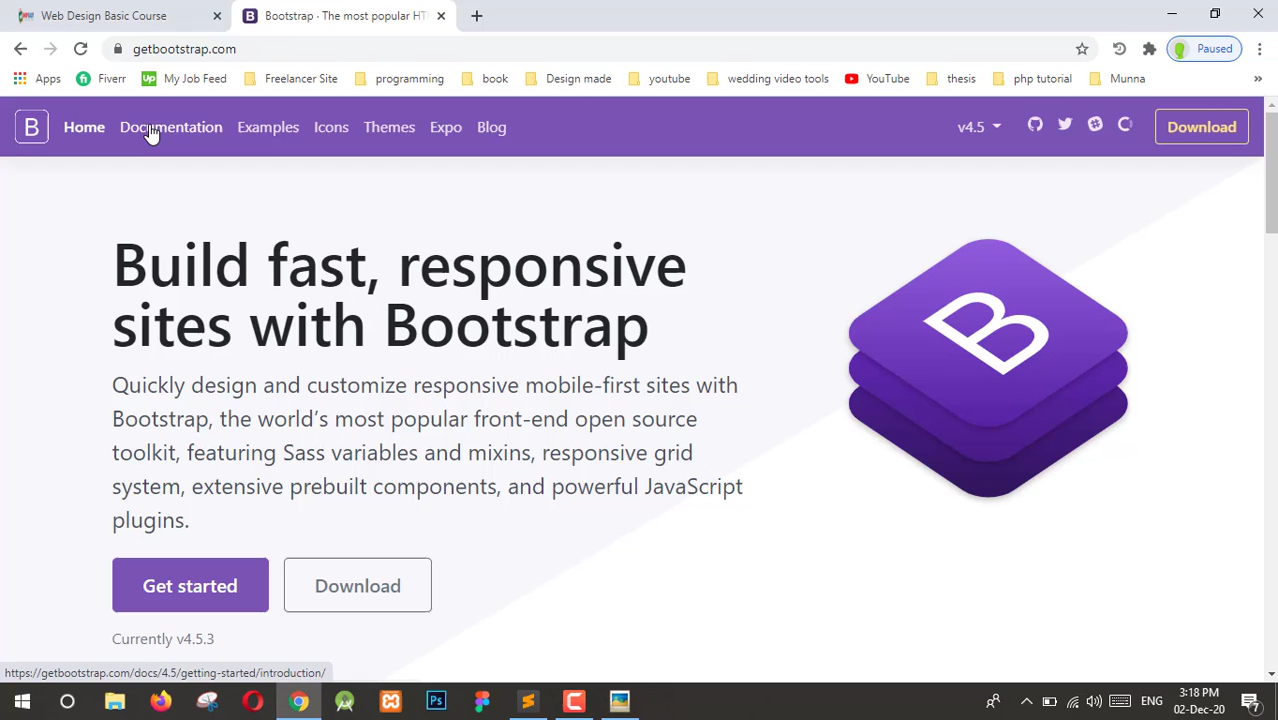 Web Design Basic Course
Bootstrap · The most popular HT
getbootstrap.com
Paused
Apps
Fiverr
Up
My Job Feed
Freelancer Site
programming
book
Design made
youtube
wedding video tools
YouTube
thesis
php tutorial
Munna
»
B
Home
Documentation
Examples
Icons
Themes
Expo
Blog
v4.5
Download
Build fast, responsive
sites with Bootstrap
B
Quickly design and customize responsive mobile-first sites with
Bootstrap, the world’s most popular front-end open source
toolkit, featuring Sass variables and mixins, responsive grid
system, extensive prebuilt components, and powerful JavaScript
plugins.
Get started
Download
Currently v4.5.3
https://getbootstrap.com/docs/4.5/getting-started/introduction/
Ps
ENG
3:18 PM
02-Dec-20
7